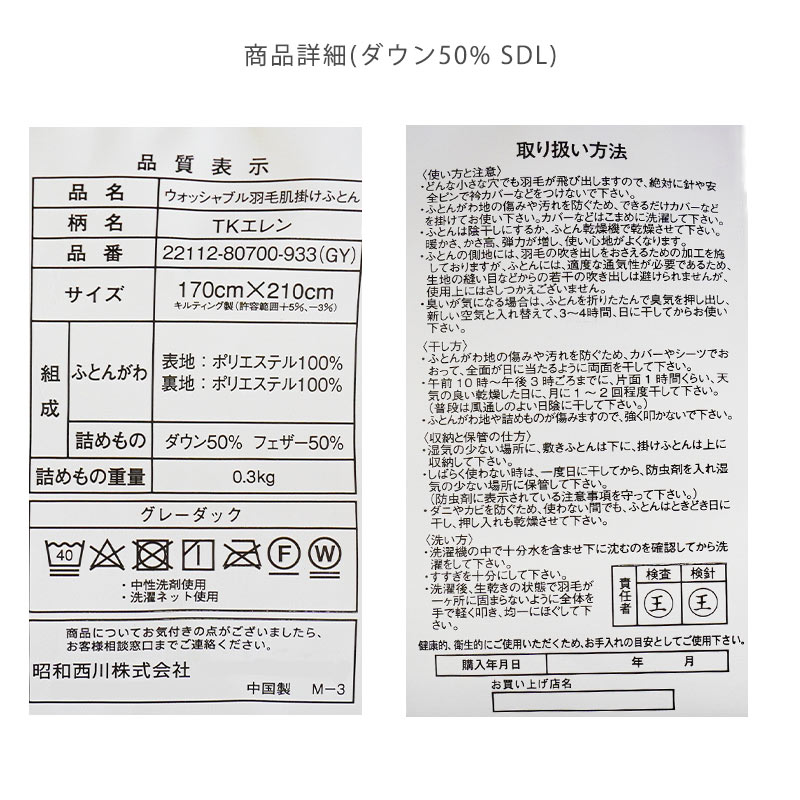 商品詳細(ダウン50% SDL)
品質表示
品名 ウォッシャブル羽毛肌掛けふとん
柄名 TKエレン
品番 22112-80700-933(GY)
サイズ 170cm×210cm
キルティング製(許容範囲+5%、-3%)
組成 ふとんがわ 表地：ポリエステル100%
裏地：ポリエステル100%
詰めもの ダウン50% フェザー50%
詰めもの重量 0.3kg
グレーダック
40 F W
・中性洗剤使用
・洗濯ネット使用
商品についてお気付きの点がございましたら、
お客様相談窓口までご連絡ください。
昭和西川株式会社
中国製 M-3
取り扱い方法
〈使い方と注意〉
・どんな小さな穴でも羽毛が飛び出しますので、絶対に針や安
全ピンで衿カバーなどをつけないで下さい。
・ふとんがわ地の傷みや汚れを防ぐため、できるだけカバーなど
を掛けてお使い下さい。カバーなどはこまめに洗濯して下さい。
・ふとんは陰干しにするか、ふとん乾燥機で乾燥させて下さい。
暖かさ、かさ高、弾力が増し、使い心地がよくなります。
・ふとんの側地には、羽毛の吹き出しをおさえるための加工を施
しておりますが、ふとんには、適度な通気性が必要であるため、
生地の縫い目などからの若干の吹き出しは避けられませんが、
使用上にはさしつかえございません。
・臭いが気になる場合は、ふとんを折りたたんで臭気を押し出し、
新しい空気と入れ替えて、3～4時間、日に干してからお使い
下さい。
〈干し方〉
・ふとんがわ地の傷みや汚れを防ぐため、カバーやシーツでお
おって、全面が日に当たるように両面を干して下さい。
・午前10時～午後3時ごろまでに、片面1時間くらい、天
気の良い乾燥した日に、月に1～2回程度干して下さい。
(普段は風通しのよい日陰に干して下さい。)
・ふとんがわ地や詰めものが傷みますので、強く叩かないで下さい。
〈収納と保管の仕方〉
・湿気の少ない場所に、敷きふとんは下に、掛けふとんは上に
収納して下さい。
・しばらく使わない時は、一度日に干してから、防虫剤を入れ湿
気の少ない場所に保管して下さい。
(防虫剤に表示されている注意事項を守って下さい。)
・ダニやカビを防ぐため、使わない間でも、ふとんはときどき日に
干し、押し入れも乾燥させて下さい。
〈洗い方〉
・洗濯機の中で十分水を含ませ下に沈むのを確認してから洗
濯をして下さい。
・すすぎを十分にして下さい。
・洗濯後、生乾きの状態で羽毛が
一ヶ所に固まらないように全体を
手で軽く叩き、均一にほぐして下
さい。
責任者 検査 検針
王 王
健康的、衛生的にご使用いただくため、お手入れの目安としてご使用下さい。
購入年月日 年 月
お買い上げ店名